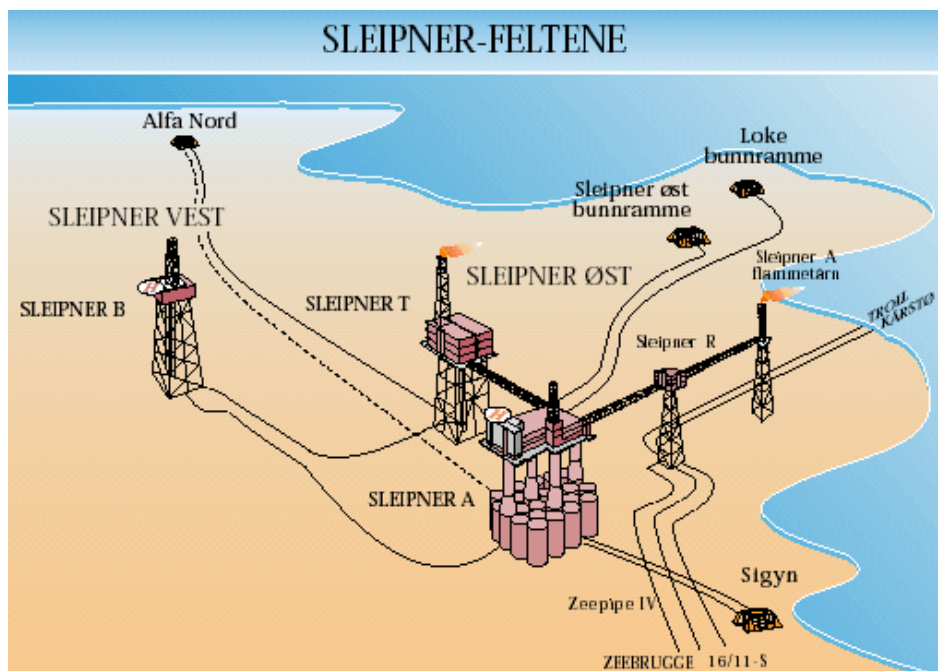 SLEIPNER-FELTENE
Alfa Nord
Loke
bunnramme
Sleipner øst
bunnramme
SLEIPNER VEST
Sleipner A
flammetårn
SLEIPNER ØST
SLEIPNER B
H
SLEIPNER T
TROLL
KÅRSTØ
Sleipner R
H
SLEIPNER A
Sigyn
Zeepipe IV
ZEEBRUGGE
16/11-S